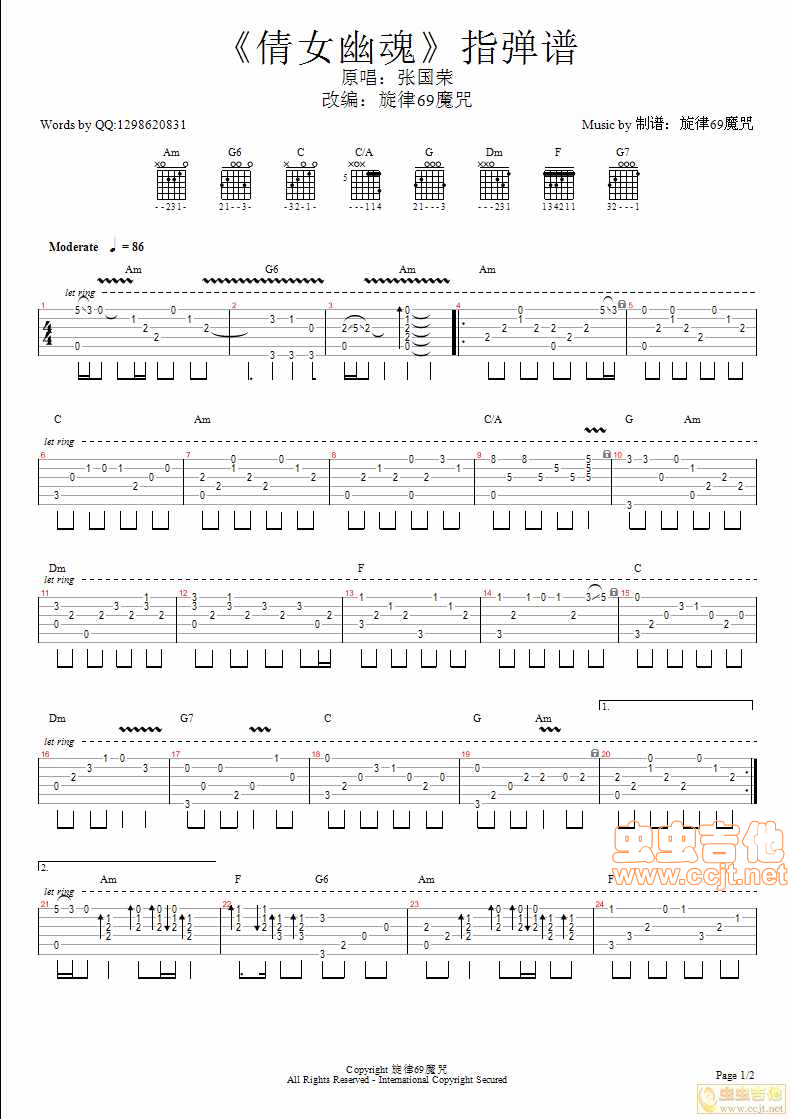 《倩女幽魂》指弹谱
原唱：张国荣
改编：旋律69魔咒
Words by QQ:1298620831
Music by 制谱：旋律69魔咒
Am G6 C C/A G Dm F G7
5
--231- 21--3- -32-1- ---114 21---3 ---231 134211 32---1
Moderate = 86
Am G6 Am Am
let ring
C Am C/A G Am
let ring
Dm F C
let ring
1.
Dm G7 C G Am
let ring
2.
Am F G6 Am F
let ring
虫虫吉他
www.ccjt.net
Copyright 旋律69魔咒
All Rights Reserved - International Copyright Secured
Page 1/2
虫虫吉他
www.ccjt.net